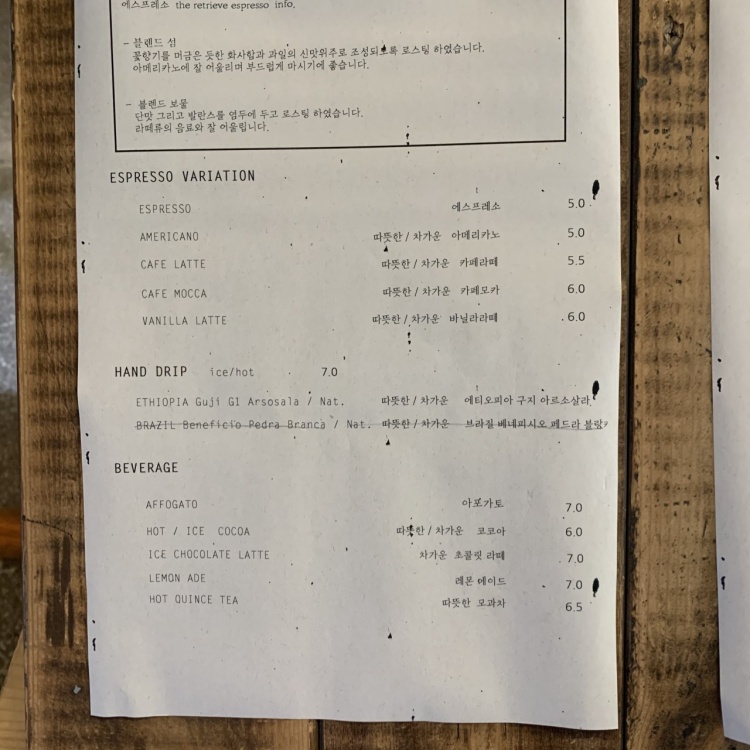 에스프레소 the retrieve espresso info.
- 블렌드 섬
꽃향기를 머금은 듯한 화사함과 과일의 신맛위주로 조성되도록 로스팅 하였습니다.
아메리카노에 잘 어울리며 부드럽게 마시기에 좋습니다.
- 블렌드 보물
단맛 그리고 발란스를 염두에 두고 로스팅 하였습니다.
라떼류의 음료와 잘 어울립니다.
ESPRESSO VARIATION
ESPRESSO 에스프레소 5.0
AMERICANO 따뜻한 / 차가운 아메리카노 5.0
CAFE LATTE 따뜻한 / 차가운 카페라떼 5.5
CAFE MOCCA 따뜻한 / 차가운 카페모카 6.0
VANILLA LATTE 따뜻한 / 차가운 바닐라라떼 6.0
HAND DRIP ice/hot 7.0
ETHIOPIA Guji G1 Arsosala / Nat. 따뜻한 / 차가운 에티오피아 구지 아르소살라
BRAZIL Beneficio Pedra Branca / Nat. 따뜻한 / 차가운 브라질 베네피시오 페드라
BEVERAGE
AFFOGATO 아포가토 7.0
HOT / ICE COCOA 따뜻한 / 차가운 코코아 6.0
ICE CHOCOLATE LATTE 차가운 초콜릿 라떼 7.0
LEMON ADE 레몬 에이드 7.0
HOT QUINCE TEA 따뜻한 모과차 6.5